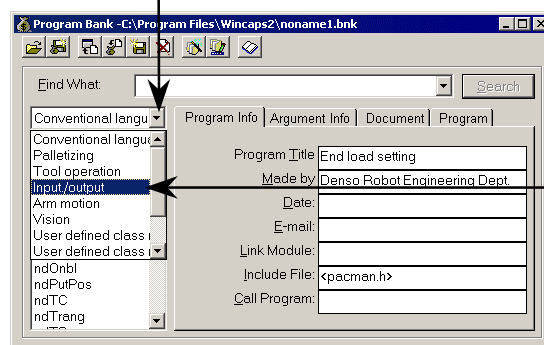 Program Bank -C:\Program Files\Wincaps2\noname1.bnk
Find What:
Search
Conventional langu
Program Info
Argument Info
Document
Program
Conventional langua
Palletizing
Tool operation
Input/output
Arm motion
Vision
User defined class
User defined class
ndOnbl
ndPutPos
ndTC
ndTrang
Program Title
End load setting
Made by
Denso Robot Engineering Dept.
Date:
E-mail:
Link Module:
Include File:
<pacman.h>
Call Program: